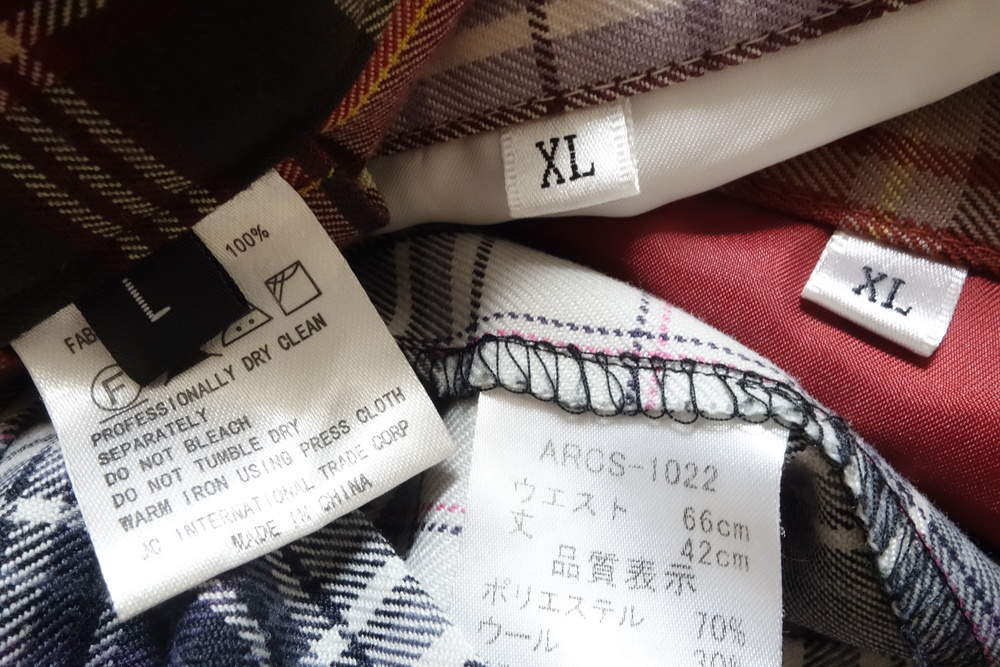 XL
XL
L
100%
FAB
F
PROFESSIONALLY DRY CLEAN
SEPARATELY
DO NOT BLEACH
DO NOT TUMBLE DRY
WARM IRON USING PRESS CLOTH
JC INTERNATIONAL TRADE CORP
MADE IN CHINA
ARCS-1022
ウエスト 66cm
丈 42cm
品質表示
ポリエステル 70%
ウール 30%